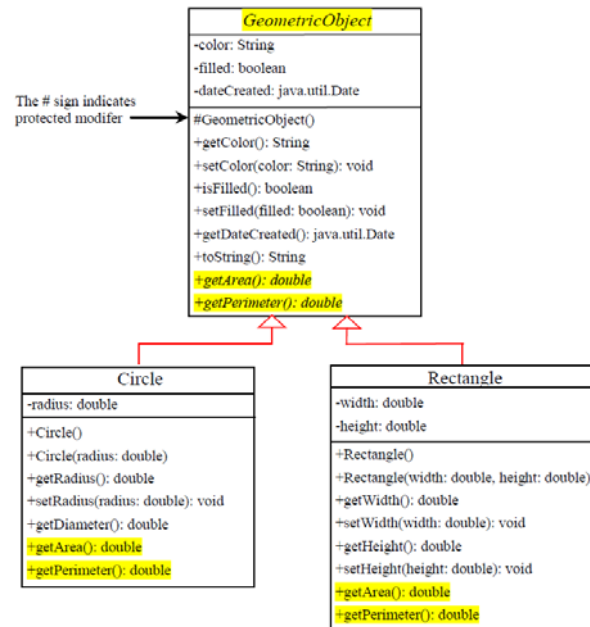 GeometricObject
-color: String
-filled: boolean
-dateCreated: java.util.Date
The # sign indicates
protected modifer
#GeometricObject()
+getColor(): String
+setColor(color: String): void
+isFilled(): boolean
+setFilled(filled: boolean): void
+getDateCreated(): java.util.Date
+toString(): String
+getArea(): double
+getPerimeter(): double
Circle
-radius: double
+Circle()
+Circle(radius: double)
+getRadius(): double
+setRadius(radius: double): void
+getDiameter(): double
+getArea(): double
+getPerimeter(): double
Rectangle
-width: double
-height: double
+Rectangle()
+Rectangle(width: double, height: double)
+getWidth(): double
+setWidth(width: double): void
+getHeight(): double
+setHeight(height: double): void
+getArea(): double
+getPerimeter(): double